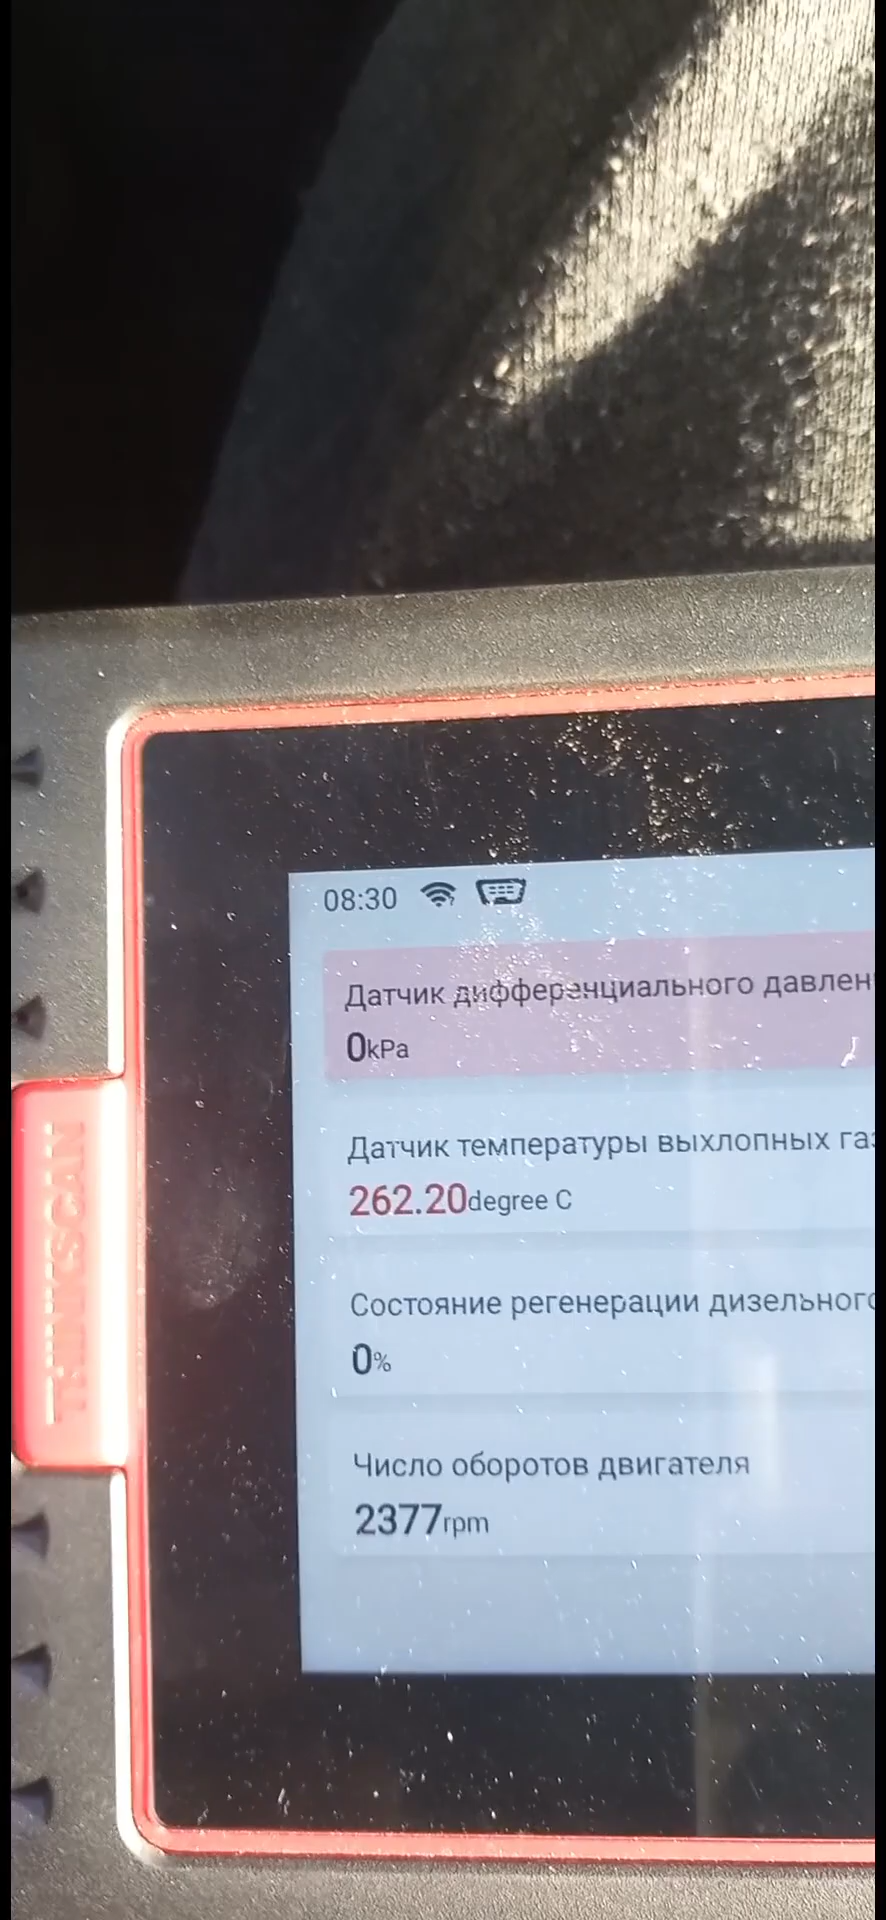 08:30
Датчик дифференциального давлен
0kPa
Датчик температуры выхлопных газ
262.20degree C
Состояние регенерации дизельного
0%
Число оборотов двигателя
2377rpm
THINKSCAN